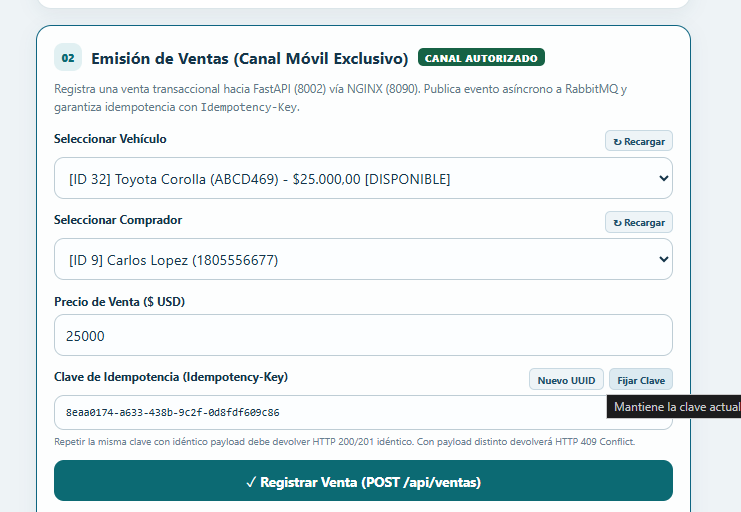 02 Emisión de Ventas (Canal Móvil Exclusivo) CANAL AUTORIZADO
Registra una venta transaccional hacia FastAPI (8002) vía NGINX (8090). Publica evento asíncrono a RabbitMQ y
garantiza idempotencia con Idempotency-Key.
Seleccionar Vehículo ↻ Recargar
[ID 32] Toyota Corolla (ABCD469) - $25.000,00 [DISPONIBLE]
Seleccionar Comprador ↻ Recargar
[ID 9] Carlos Lopez (1805556677)
Precio de Venta ($ USD)
25000
Clave de Idempotencia (Idempotency-Key) Nuevo UUID Fijar Clave
Mantiene la clave actual
8eaa0174-a633-438b-9c2f-0d8fdf609c86
Repetir la misma clave con idéntico payload debe devolver HTTP 200/201 idéntico. Con payload distinto devolverá HTTP 409 Conflict.
✓ Registrar Venta (POST /api/ventas)